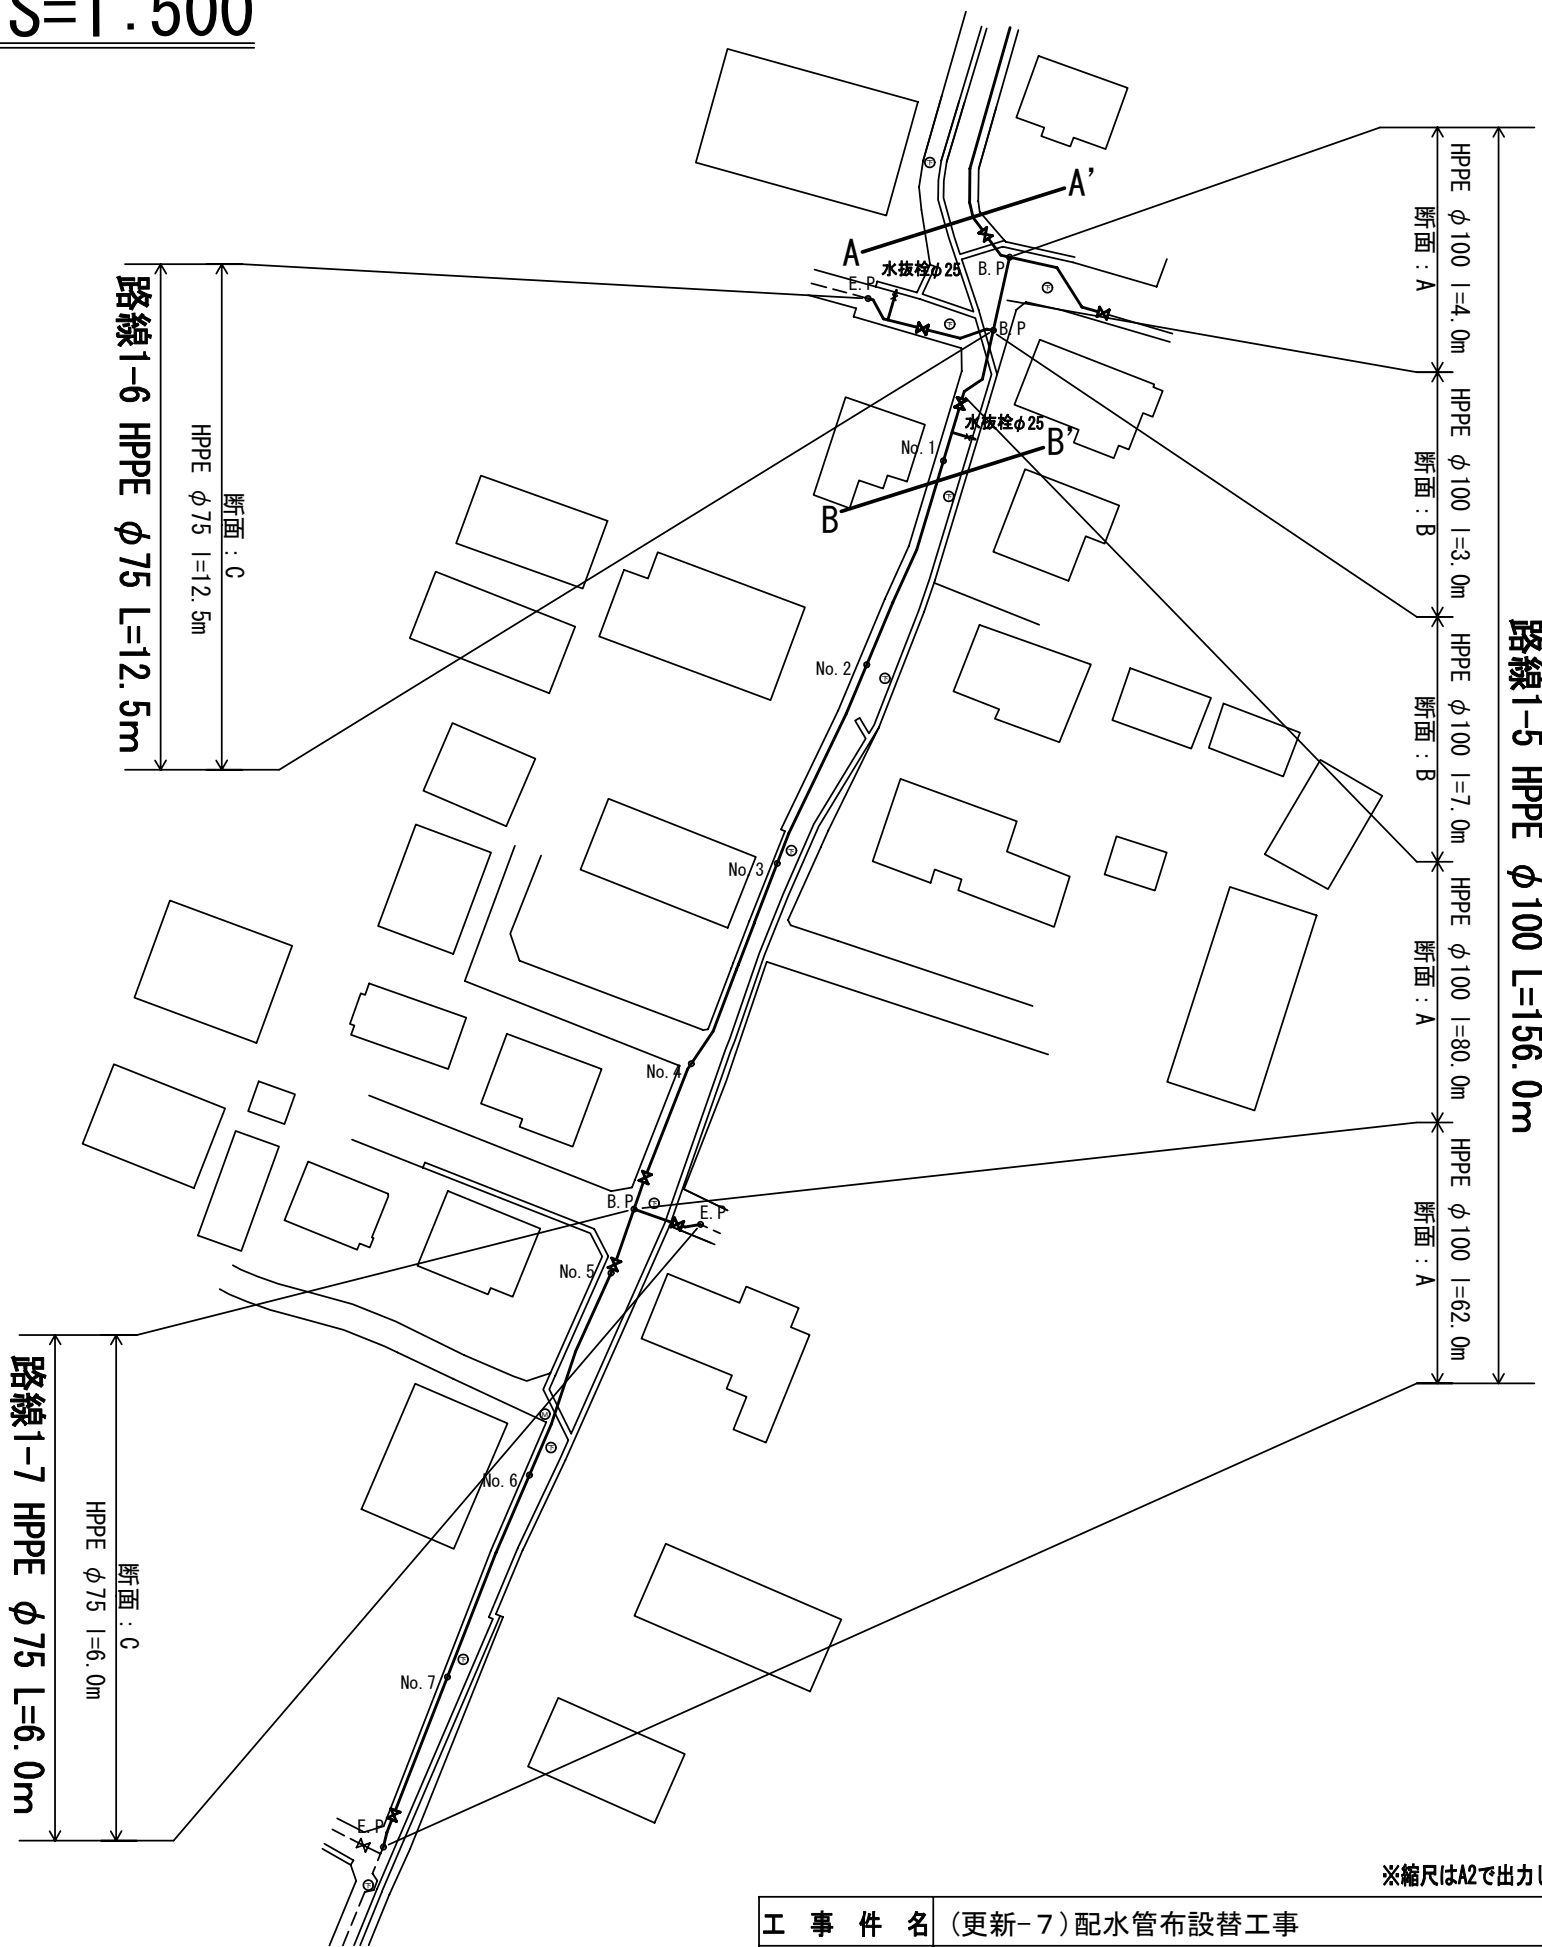 S=1:500
A'
A
水抜栓φ25
E.P
B.P
B.P
水抜栓φ25
No.1
B'
B
No.2
No.3
No.4
B.P
E.P
No.5
No.6
No.7
E.P
路線1-5 HPPE φ100 L=156.0m
HPPE φ100 l=4.0m
断面:A
HPPE φ100 l=3.0m
断面:B
HPPE φ100 l=7.0m
断面:B
HPPE φ100 l=80.0m
断面:A
HPPE φ100 l=62.0m
断面:A
断面:C
HPPE φ75 l=12.5m
路線1-6 HPPE φ75 L=12.5m
断面:C
HPPE φ75 l=6.0m
路線1-7 HPPE φ75 L=6.0m
※縮尺はA2で出力し
工事件名 (更新-7)配水管布設替工事